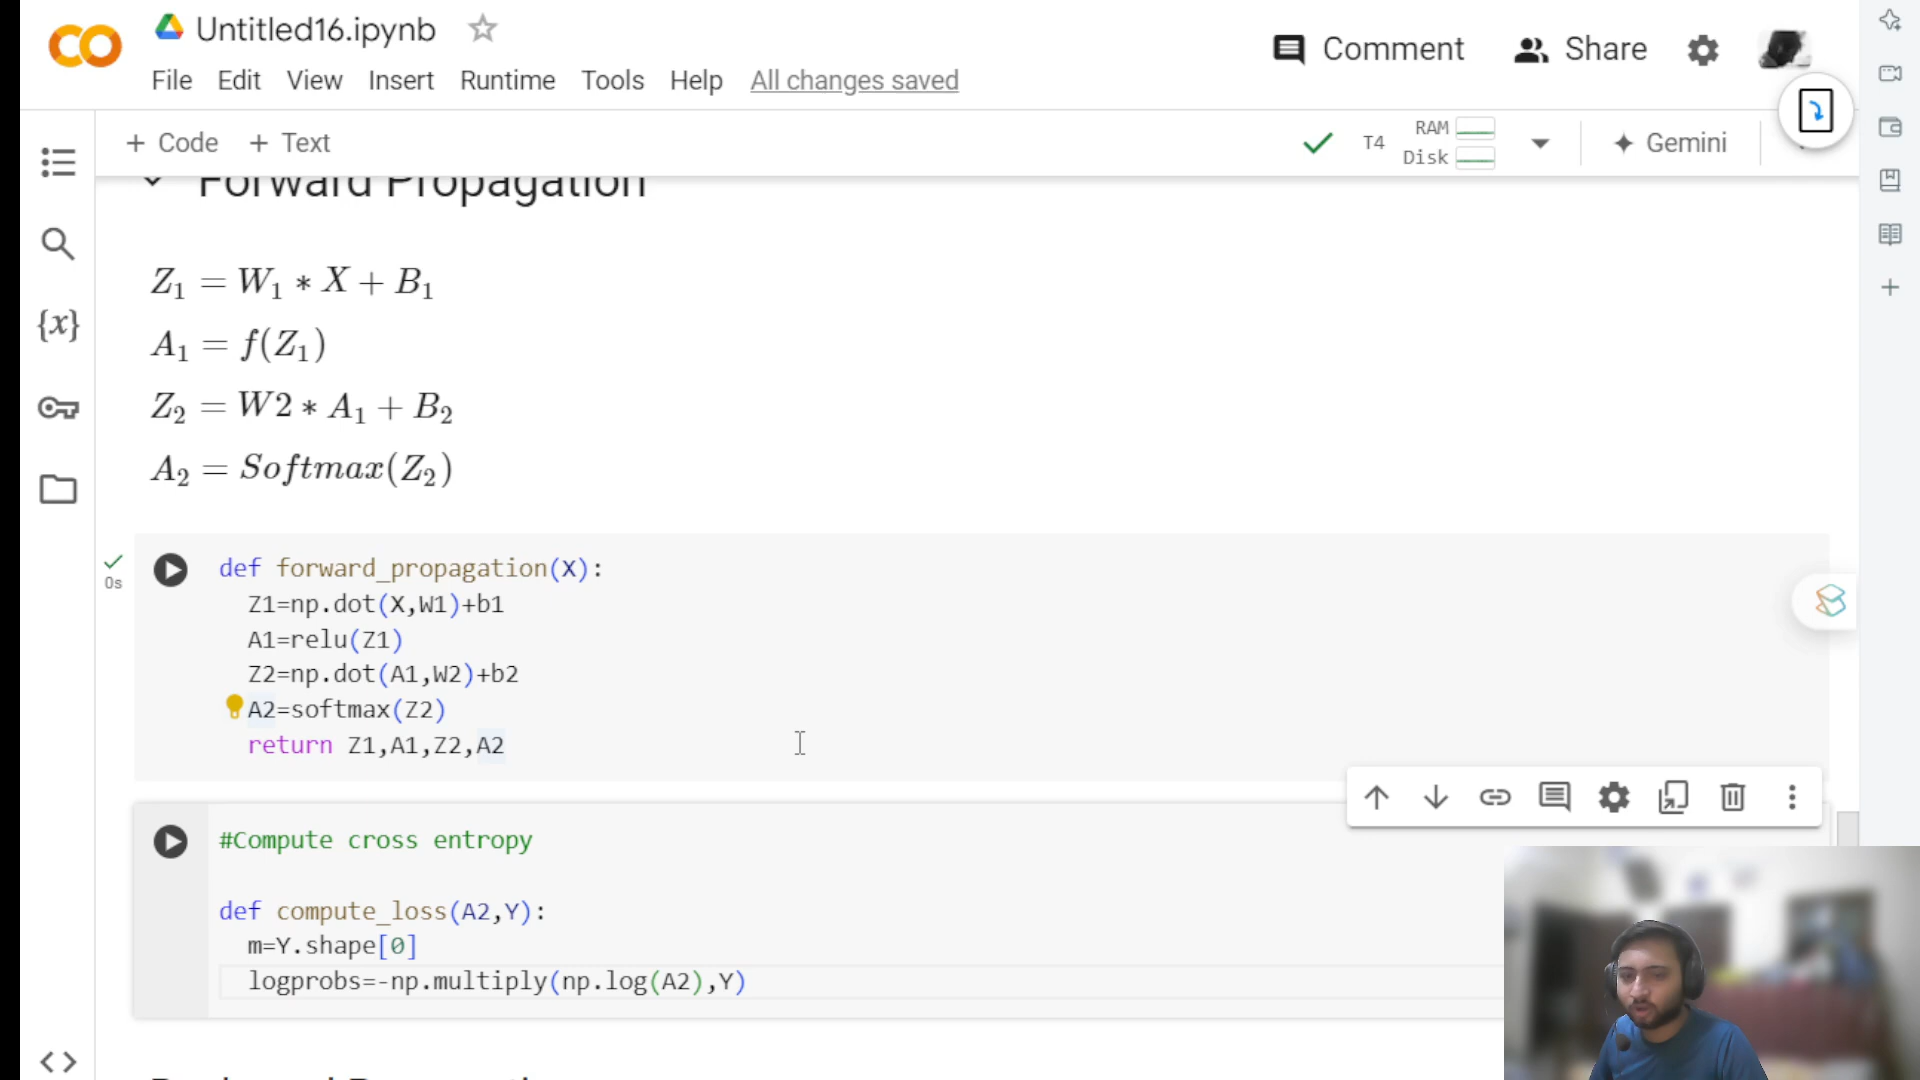 Untitled16.ipynb
Comment
Share
File Edit View Insert Runtime Tools Help All changes saved
+ Code + Text
T4
RAM
Disk
Gemini
Forward Propagation
Z₁ = W₁ ∗ X + B₁
A₁ = f(Z₁)
Z₂ = W2 ∗ A₁ + B₂
A₂ = Softmax(Z₂)
0s
def forward_propagation(X):
Z1=np.dot(X,W1)+b1
A1=relu(Z1)
Z2=np.dot(A1,W2)+b2
A2=softmax(Z2)
return Z1,A1,Z2,A2
#Compute cross entropy
def compute_loss(A2,Y):
m=Y.shape[0]
logprobs=-np.multiply(np.log(A2),Y)